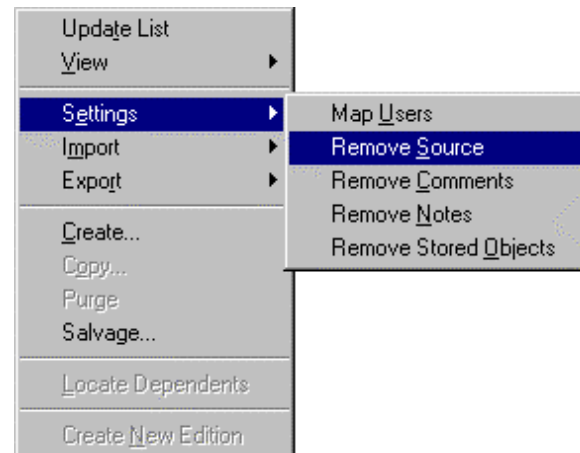 Update List
View
Settings
Import
Export
Create...
Copy...
Purge
Salvage...
Locate Dependents
Create New Edition
Map Users
Remove Source
Remove Comments
Remove Notes
Remove Stored Objects